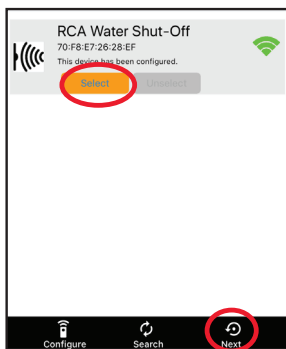 RCA Water Shut-Off
70:F8:E7:26:28:EF
This device has been configured.
Select Unselect
Configure Search Next